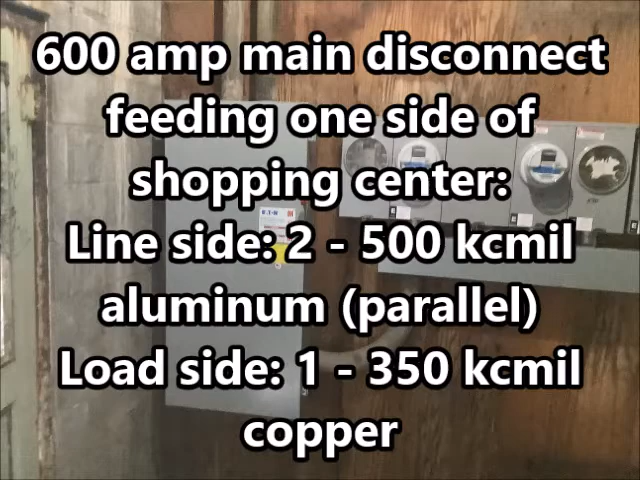 600 amp main disconnect
feeding one side of
shopping center:
Line side: 2 - 500 kcmil
aluminum (parallel)
Load side: 1 - 350 kcmil
copper